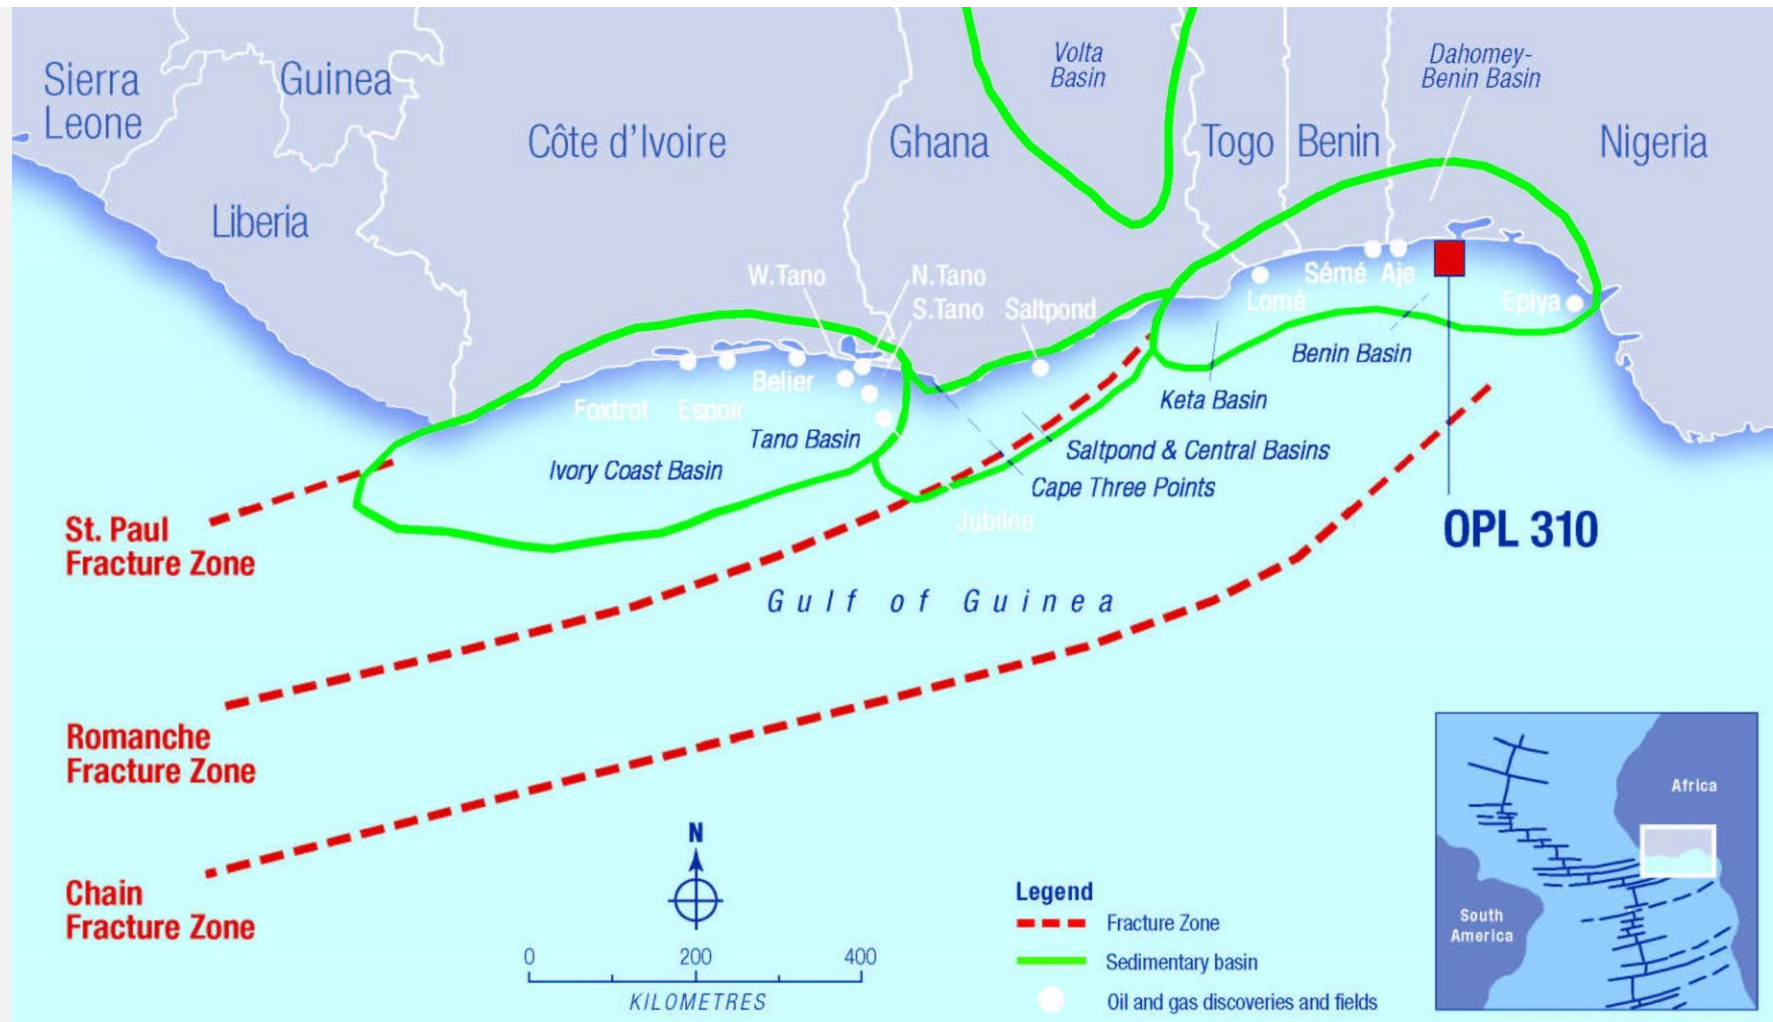 Sierra
Leone
Guinea
Liberia
Côte d'Ivoire
Ghana
Volta
Basin
Togo
Benin
Dahomey-
Benin Basin
Nigeria
W.Tano
N.Tano
S.Tano
Saltpond
Lomé
Sémé
Aje
Epiya
Foxtrot
Espoir
Belier
Tano Basin
Ivory Coast Basin
Benin Basin
Keta Basin
Saltpond & Central Basins
Cape Three Points
Jubilee
OPL 310
St. Paul
Fracture Zone
Gulf of Guinea
Romanche
Fracture Zone
Chain
Fracture Zone
N
0
200
400
KILOMETRES
Legend
Fracture Zone
Sedimentary basin
Oil and gas discoveries and fields
Africa
South
America